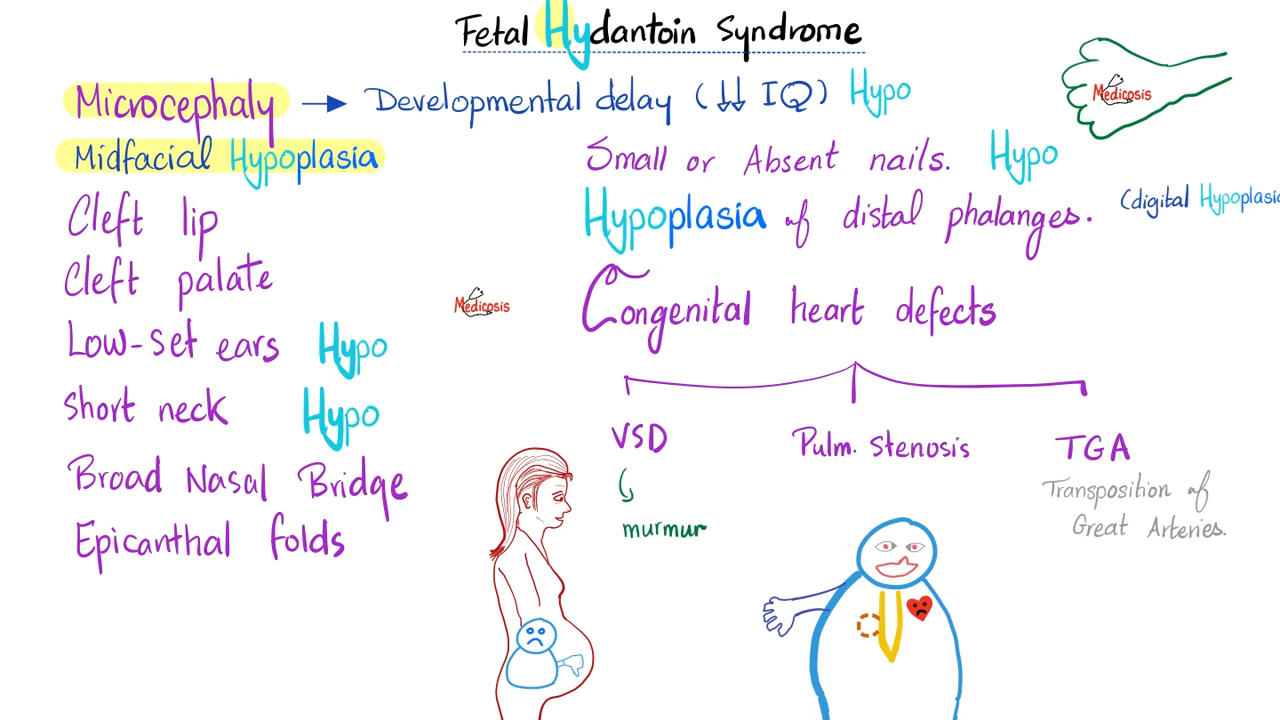 Fetal Hydantoin Syndrome
Microcephaly → Developmental delay (↓↓ IQ) Hypo
Midfacial Hypoplasia
Cleft lip
Cleft palate
Low-set ears Hypo
Short neck Hypo
Broad Nasal Bridge
Epicanthal folds
Medicosis
Medicosis
Small or Absent nails. Hypo
Hypoplasia of distal phalanges.
(digital Hypoplasia
Congenital heart defects
VSD
murmur
Pulm. Stenosis
TGA
Transposition of
Great Arteries.